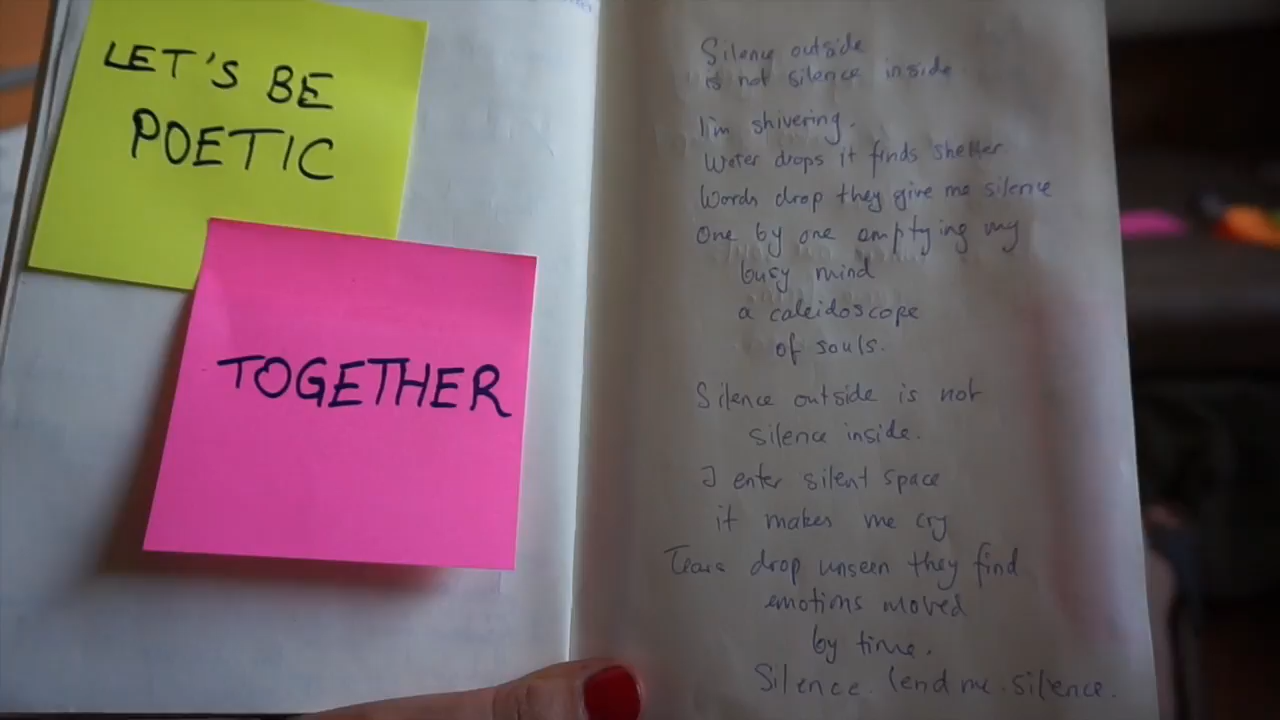 LET'S BE
POETIC
TOGETHER
Silence outside
is not silence inside
I'm shivering.
Water drops it finds shelter
Words drop they give me silence
One by one emptying my
busy mind
a caleidoscope
of souls.
Silence outside is not
silence inside.
I enter silent space
it makes me cry
Tears drop unseen they find
emotions moved
by time.
Silence. lend me. silence.